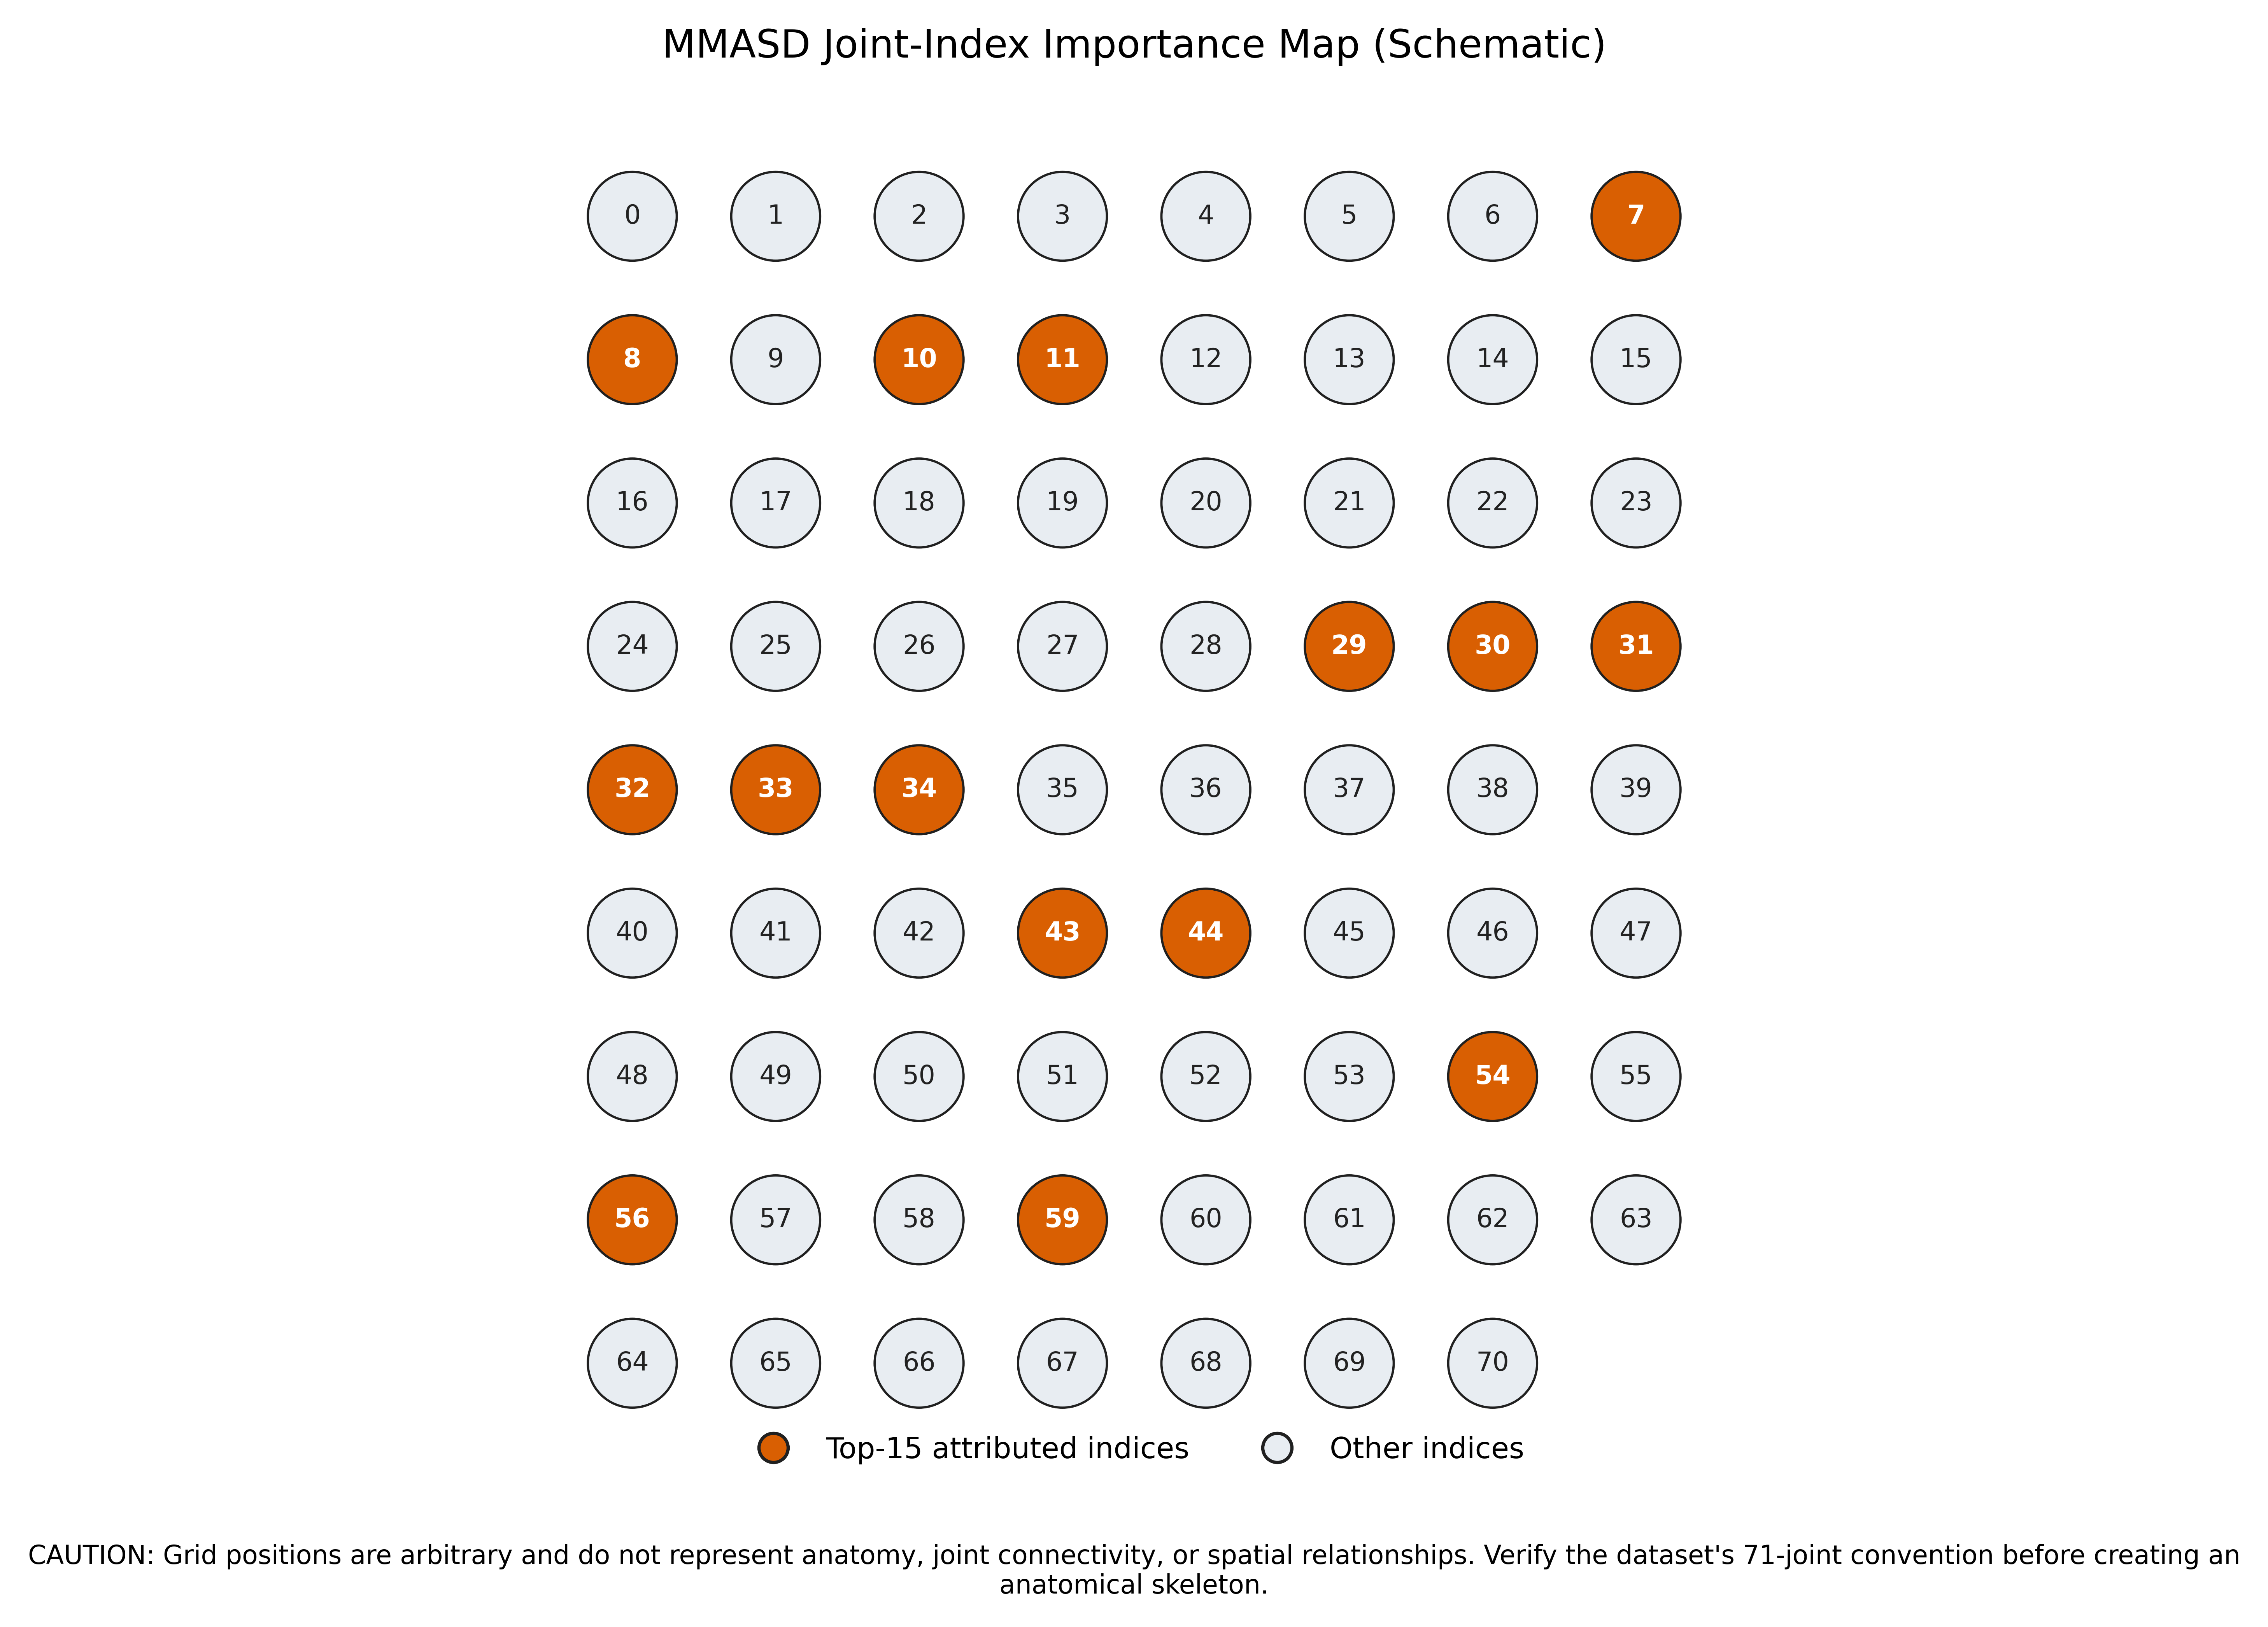 MMASD Joint-Index Importance Map (Schematic)
0 1 2 3 4 5 6 7
8 9 10 11 12 13 14 15
16 17 18 19 20 21 22 23
24 25 26 27 28 29 30 31
32 33 34 35 36 37 38 39
40 41 42 43 44 45 46 47
48 49 50 51 52 53 54 55
56 57 58 59 60 61 62 63
64 65 66 67 68 69 70
Top-15 attributed indices Other indices
CAUTION: Grid positions are arbitrary and do not represent anatomy, joint connectivity, or spatial relationships. Verify the dataset's 71-joint convention before creating an
anatomical skeleton.